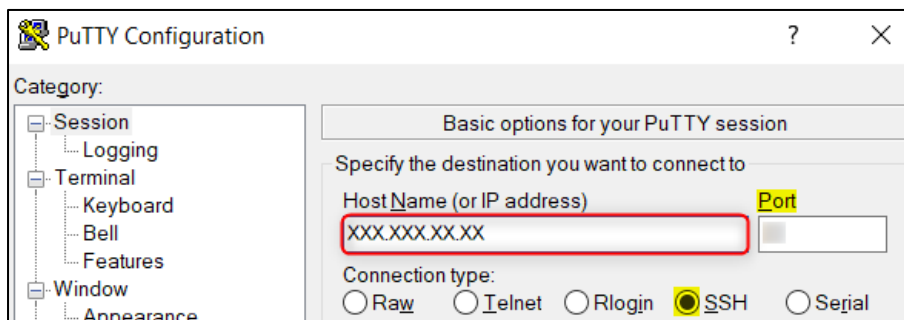 PuTTY Configuration
?
Category:
Session
Logging
Terminal
Keyboard
Bell
Features
Window
Appearance
Basic options for your PuTTY session
Specify the destination you want to connect to
Host Name (or IP address)
Port
XXX.XXX.XX.XX
Connection type:
Raw Telnet Rlogin SSH Serial